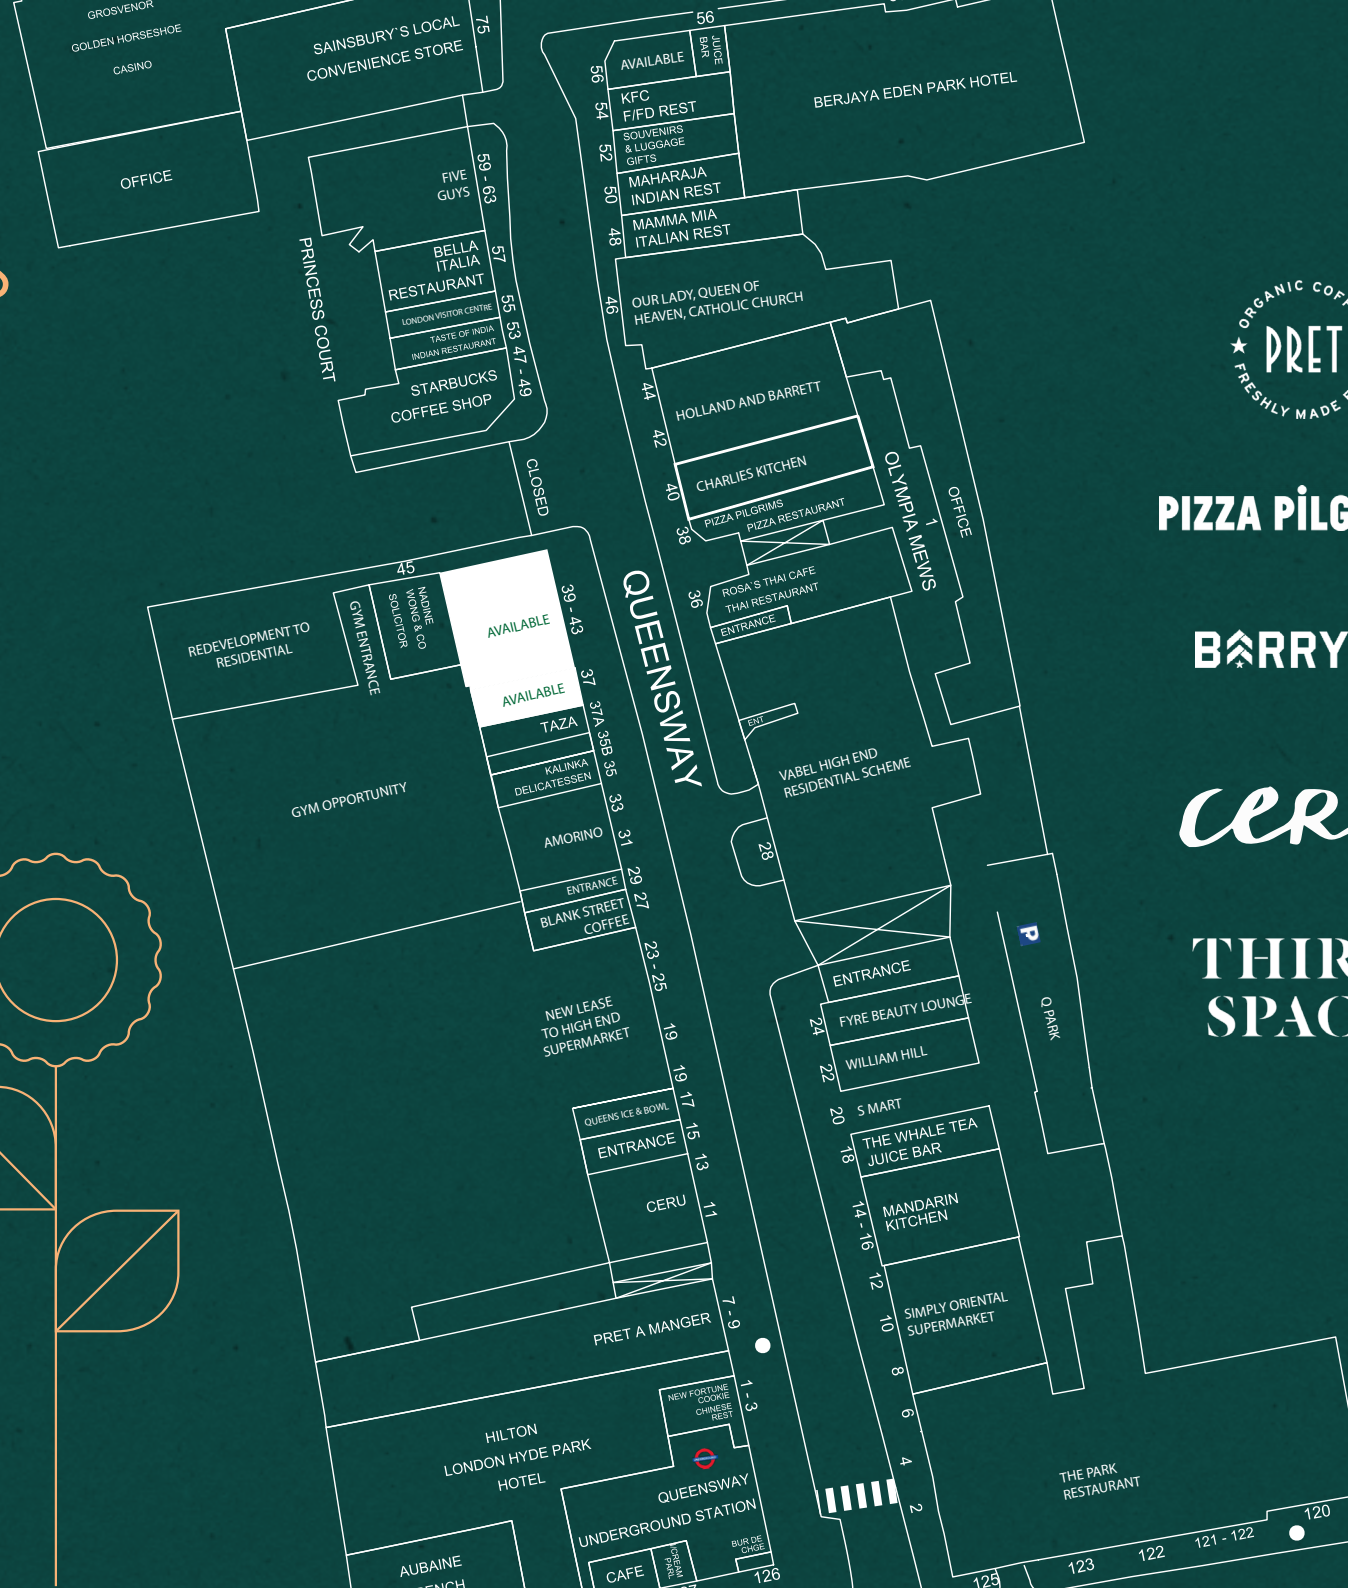 GROSVENOR
GOLDEN HORSESHOE
CASINO
OFFICE
SAINSBURY`S LOCAL
CONVENIENCE STORE
75
FIVE
GUYS
59 - 63
BELLA
ITALIA
RESTAURANT
57
LONDON VISITOR CENTRE
55
TASTE OF INDIA
INDIAN RESTAURANT
53
STARBUCKS
COFFEE SHOP
47 - 49
PRINCESS COURT
CLOSED
56
AVAILABLE
JUICE
BAR
56
KFC
F/FD REST
54
SOUVENIRS
& LUGGAGE
GIFTS
52
MAHARAJA
INDIAN REST
50
MAMMA MIA
ITALIAN REST
48
BERJAYA EDEN PARK HOTEL
OUR LADY, QUEEN OF
HEAVEN, CATHOLIC CHURCH
46
HOLLAND AND BARRETT
44
42
CHARLIES KITCHEN
40
PIZZA PILGRIMS
PIZZA RESTAURANT
38
ROSA`S THAI CAFE
THAI RESTAURANT
ENTRANCE
36
OLYMPIA MEWS
1
OFFICE
ORGANIC COF
PRET
FRESHLY MADE
PIZZA PILG
BARRY
CER
THIR
SPAC
45
REDEVELOPMENT TO
RESIDENTIAL
GYM ENTRANCE
NADINE
WONG & CO
SOLICITOR
AVAILABLE
39 - 43
AVAILABLE
37
TAZA
37A
35B
KALINKA
DELICATESSEN
35
33
AMORINO
31
ENTRANCE
29
BLANK STREET
COFFEE
27
GYM OPPORTUNITY
QUEENSWAY
ENT
VABEL HIGH END
RESIDENTIAL SCHEME
28
NEW LEASE
TO HIGH END
SUPERMARKET
23 - 25
19
19
QUEENS ICE & BOWL
17
ENTRANCE
15
13
CERU
11
ENTRANCE
FYRE BEAUTY LOUNGE
24
WILLIAM HILL
22
S MART
20
THE WHALE TEA
JUICE BAR
18
MANDARIN
KITCHEN
14 - 16
12
SIMPLY ORIENTAL
SUPERMARKET
10
8
6
4
2
P
Q PARK
PRET A MANGER
7 - 9
NEW FORTUNE
COOKIE
CHINESE
REST
1 - 3
HILTON
LONDON HYDE PARK
HOTEL
QUEENSWAY
UNDERGROUND STATION
BUR DE
CHGE
CAFE
126
AUBAINE
THE PARK
RESTAURANT
120
121 - 122
122
123
125